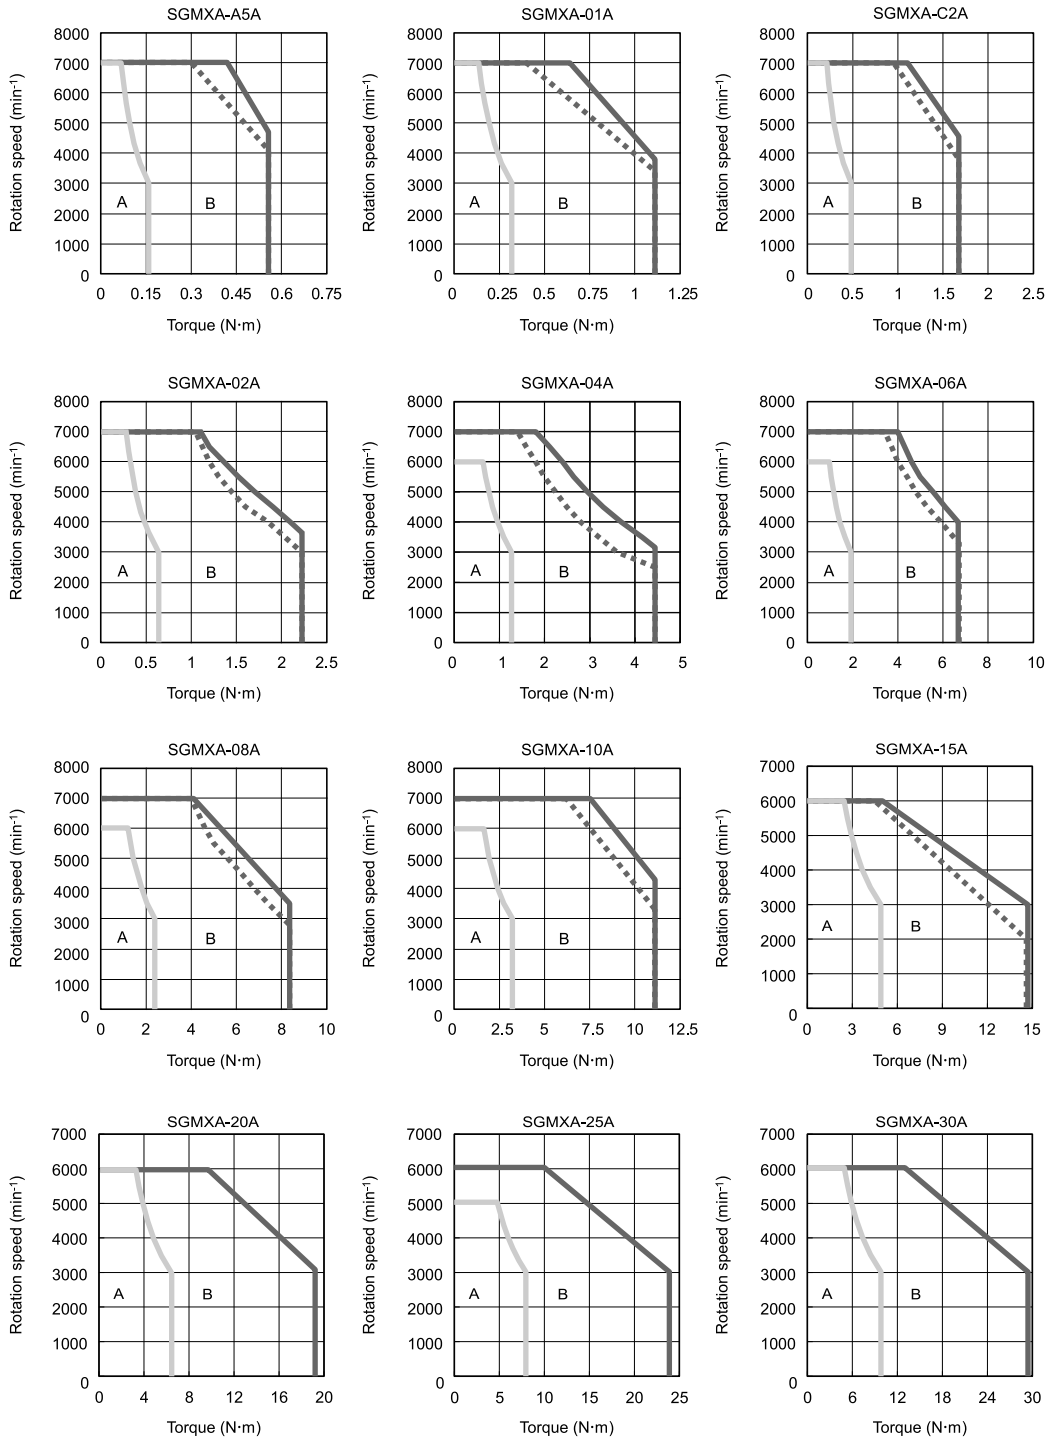 SGMXA-A5A
Rotation speed (min-1)
8000
7000
6000
5000
4000
3000
2000
1000
0
A
B
0 0.15 0.3 0.45 0.6 0.75
Torque (N·m)
SGMXA-01A
Rotation speed (min-1)
8000
7000
6000
5000
4000
3000
2000
1000
0
A
B
0 0.25 0.5 0.75 1 1.25
Torque (N·m)
SGMXA-C2A
Rotation speed (min-1)
8000
7000
6000
5000
4000
3000
2000
1000
0
A
B
0 0.5 1 1.5 2 2.5
Torque (N·m)
SGMXA-02A
Rotation speed (min-1)
8000
7000
6000
5000
4000
3000
2000
1000
0
A
B
0 0.5 1 1.5 2 2.5
Torque (N·m)
SGMXA-04A
Rotation speed (min-1)
8000
7000
6000
5000
4000
3000
2000
1000
0
A
B
0 1 2 3 4 5
Torque (N·m)
SGMXA-06A
Rotation speed (min-1)
8000
7000
6000
5000
4000
3000
2000
1000
0
A
B
0 2 4 6 8 10
Torque (N·m)
SGMXA-08A
Rotation speed (min-1)
8000
7000
6000
5000
4000
3000
2000
1000
0
A
B
0 2 4 6 8 10
Torque (N·m)
SGMXA-10A
Rotation speed (min-1)
8000
7000
6000
5000
4000
3000
2000
1000
0
A
B
0 2.5 5 7.5 10 12.5
Torque (N·m)
SGMXA-15A
Rotation speed (min-1)
7000
6000
5000
4000
3000
2000
1000
0
A
B
0 3 6 9 12 15
Torque (N·m)
SGMXA-20A
Rotation speed (min-1)
7000
6000
5000
4000
3000
2000
1000
0
A
B
0 4 8 12 16 20
Torque (N·m)
SGMXA-25A
Rotation speed (min-1)
7000
6000
5000
4000
3000
2000
1000
0
A
B
0 5 10 15 20 25
Torque (N·m)
SGMXA-30A
Rotation speed (min-1)
7000
6000
5000
4000
3000
2000
1000
0
A
B
0 6 12 18 24 30
Torque (N·m)